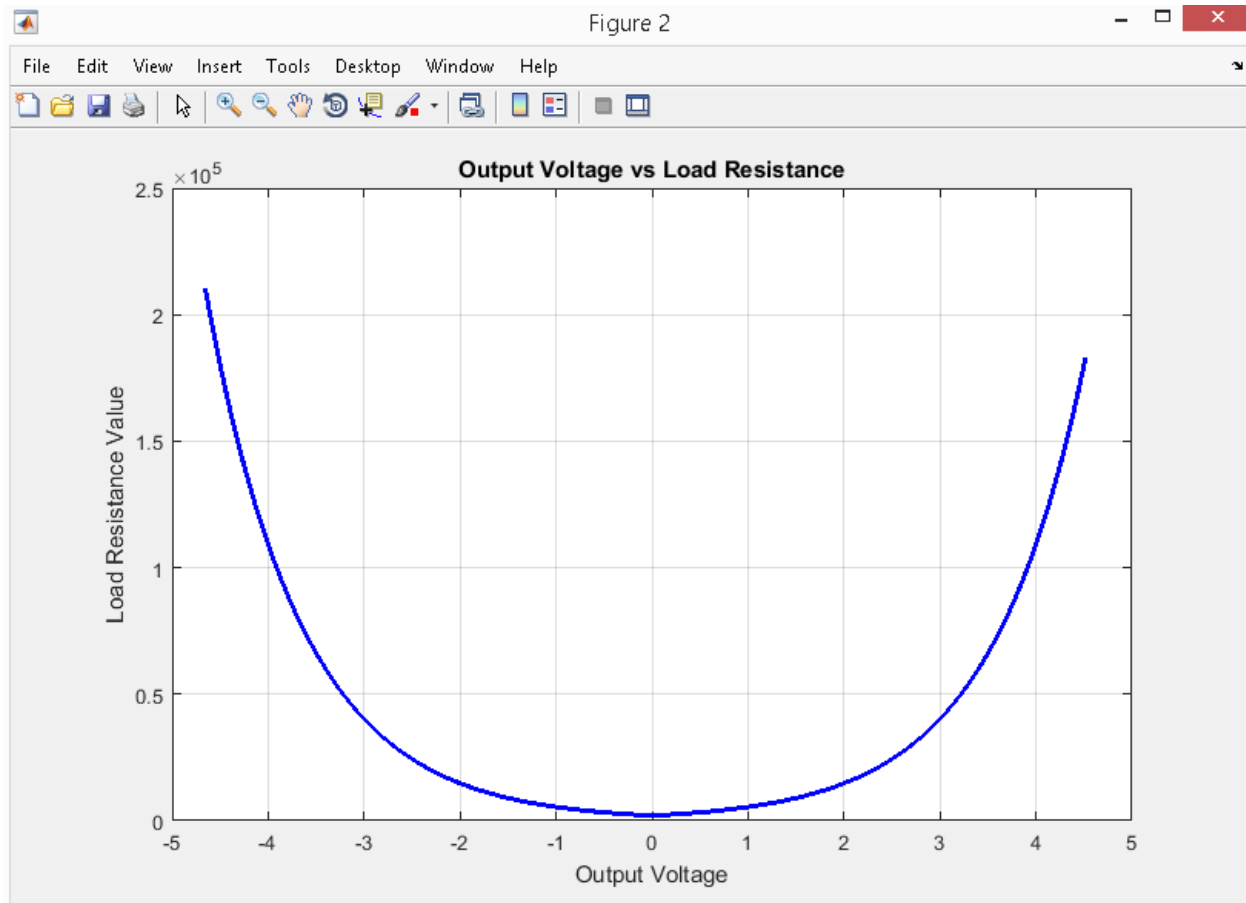 Figure 2
File Edit View Insert Tools Desktop Window Help
Output Voltage vs Load Resistance
×10^5
2.5
2
1.5
1
0.5
0
Load Resistance Value
-5 -4 -3 -2 -1 0 1 2 3 4 5
Output Voltage